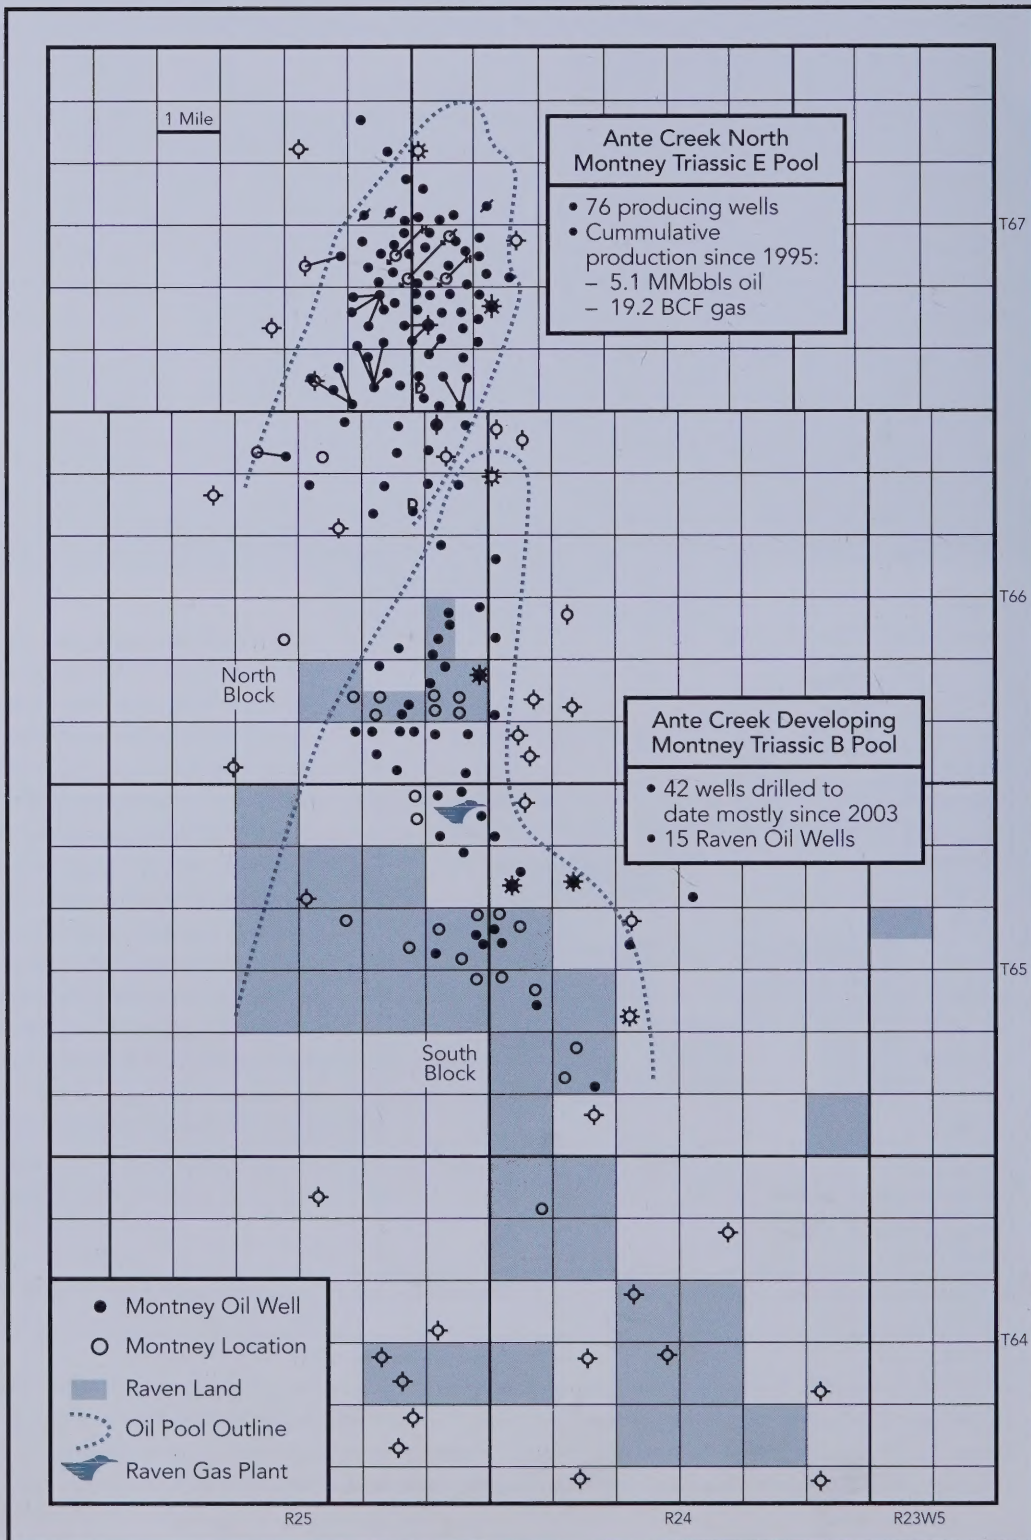 1 Mile
Ante Creek North
Montney Triassic E Pool
• 76 producing wells
• Cummulative
production since 1995:
– 5.1 MMbbls oil
– 19.2 BCF gas
T67
T66
North
Block
Ante Creek Developing
Montney Triassic B Pool
• 42 wells drilled to
date mostly since 2003
• 15 Raven Oil Wells
T65
South
Block
Montney Oil Well
Montney Location
Raven Land
Oil Pool Outline
Raven Gas Plant
T64
R25
R24
R23W5